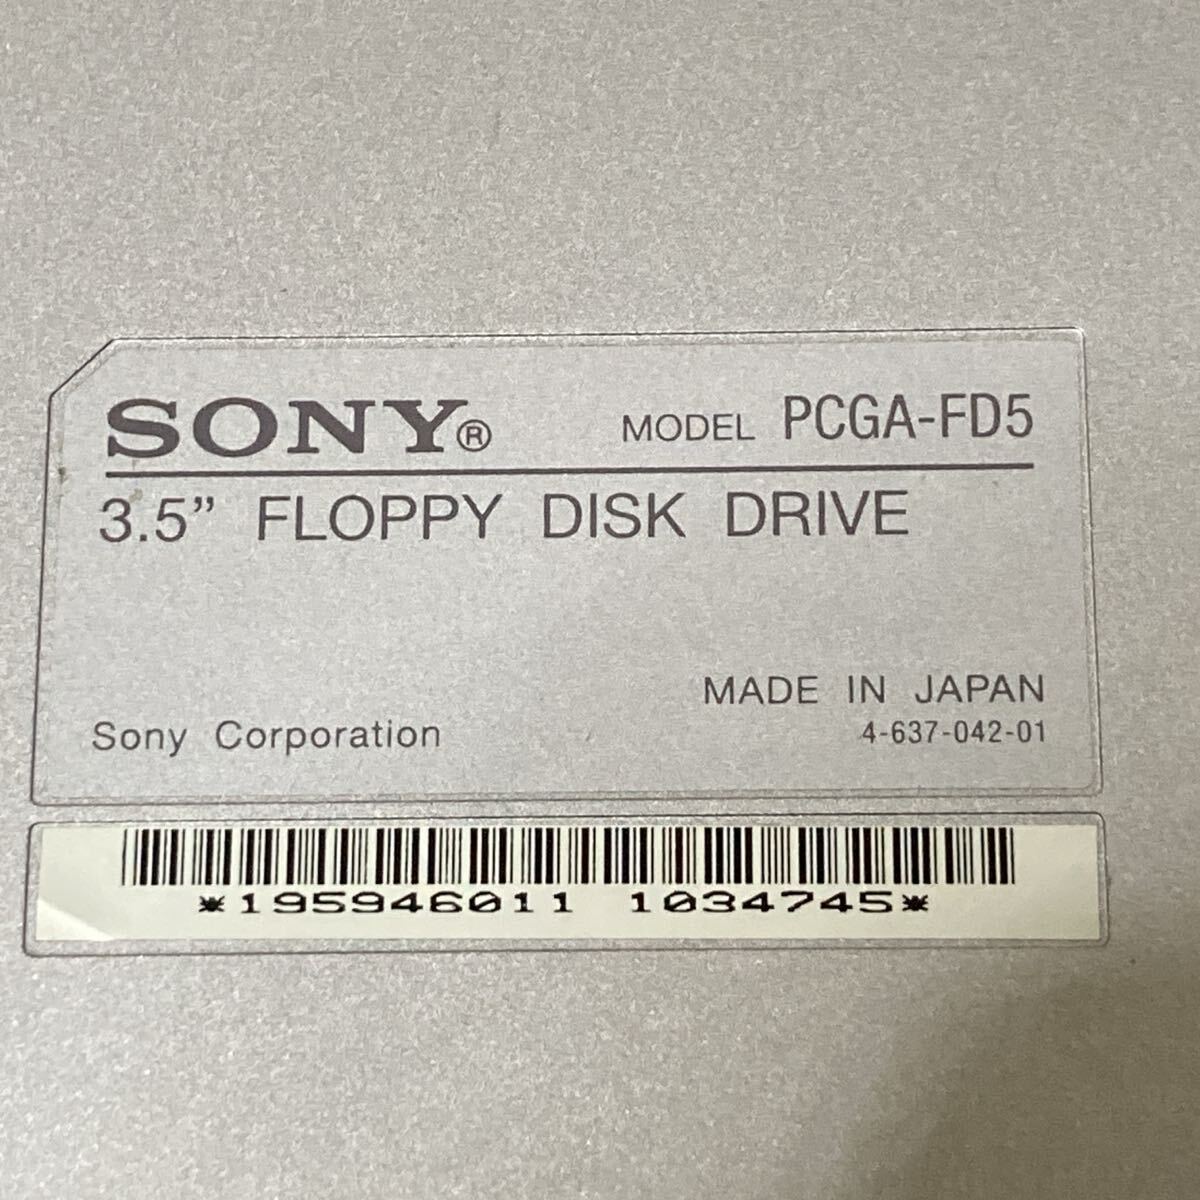 SONY® MODEL PCGA-FD5
3.5" FLOPPY DISK DRIVE
MADE IN JAPAN
Sony Corporation 4-637-042-01
*195946011 1034745*